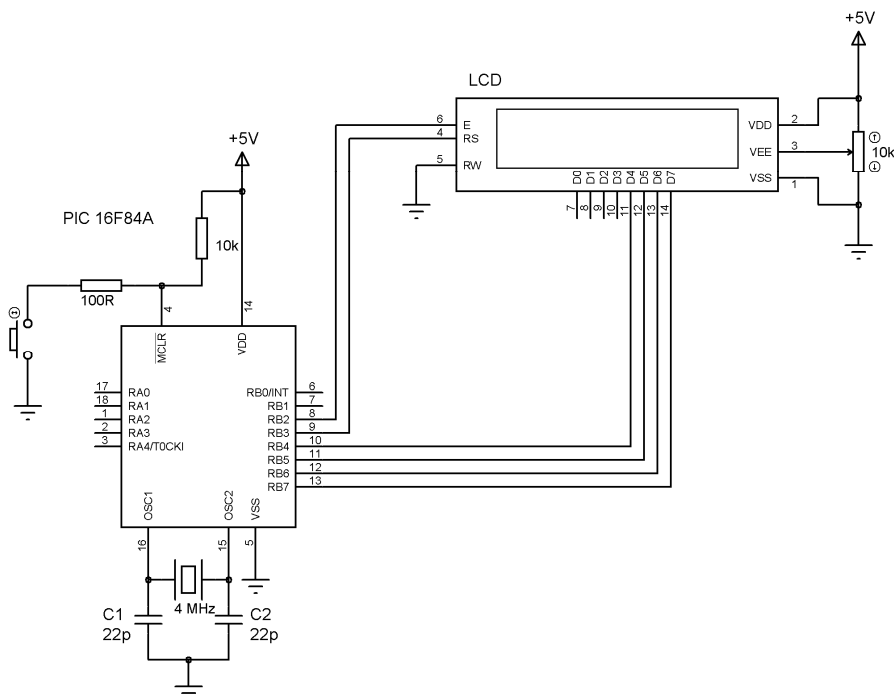 +5V
LCD
6 E
4 RS
5 RW
VDD 2
VEE 3
VSS 1
10k
D0 D1 D2 D3 D4 D5 D6 D7
7 8 9 10 11 12 13 14
+5V
PIC 16F84A
10k
100R
4
14
MCLR
VDD
17 RA0
18 RA1
1 RA2
2 RA3
3 RA4/T0CKI
RB0/INT 6
RB1 7
RB2 8
RB3 9
RB4 10
RB5 11
RB6 12
RB7 13
OSC1
OSC2
VSS
16
15
5
4 MHz
C1
22p
C2
22p